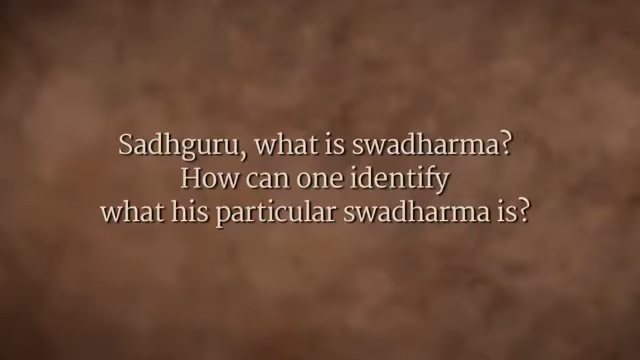 Sadhguru, what is swadharma?
How can one identify
what his particular swadharma is?